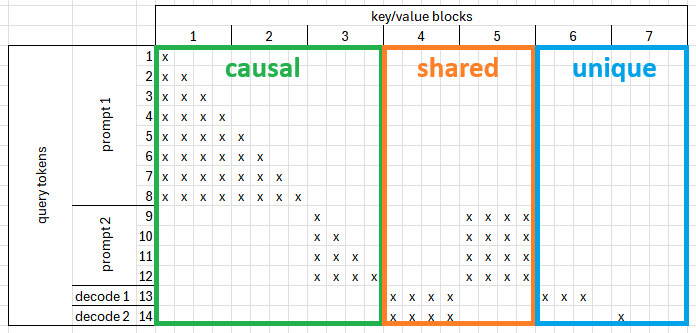 key/value blocks
1 2 3 4 5 6 7
causal shared unique
query tokens
prompt 1
1 x
2 x x
3 x x x
4 x x x x
5 x x x x x
6 x x x x x x
7 x x x x x x x
8 x x x x x x x x
prompt 2
9 x x x x x
10 x x x x x x
11 x x x x x x x
12 x x x x x x x x
decode 1 13 x x x x x x x
decode 2 14 x x x x x